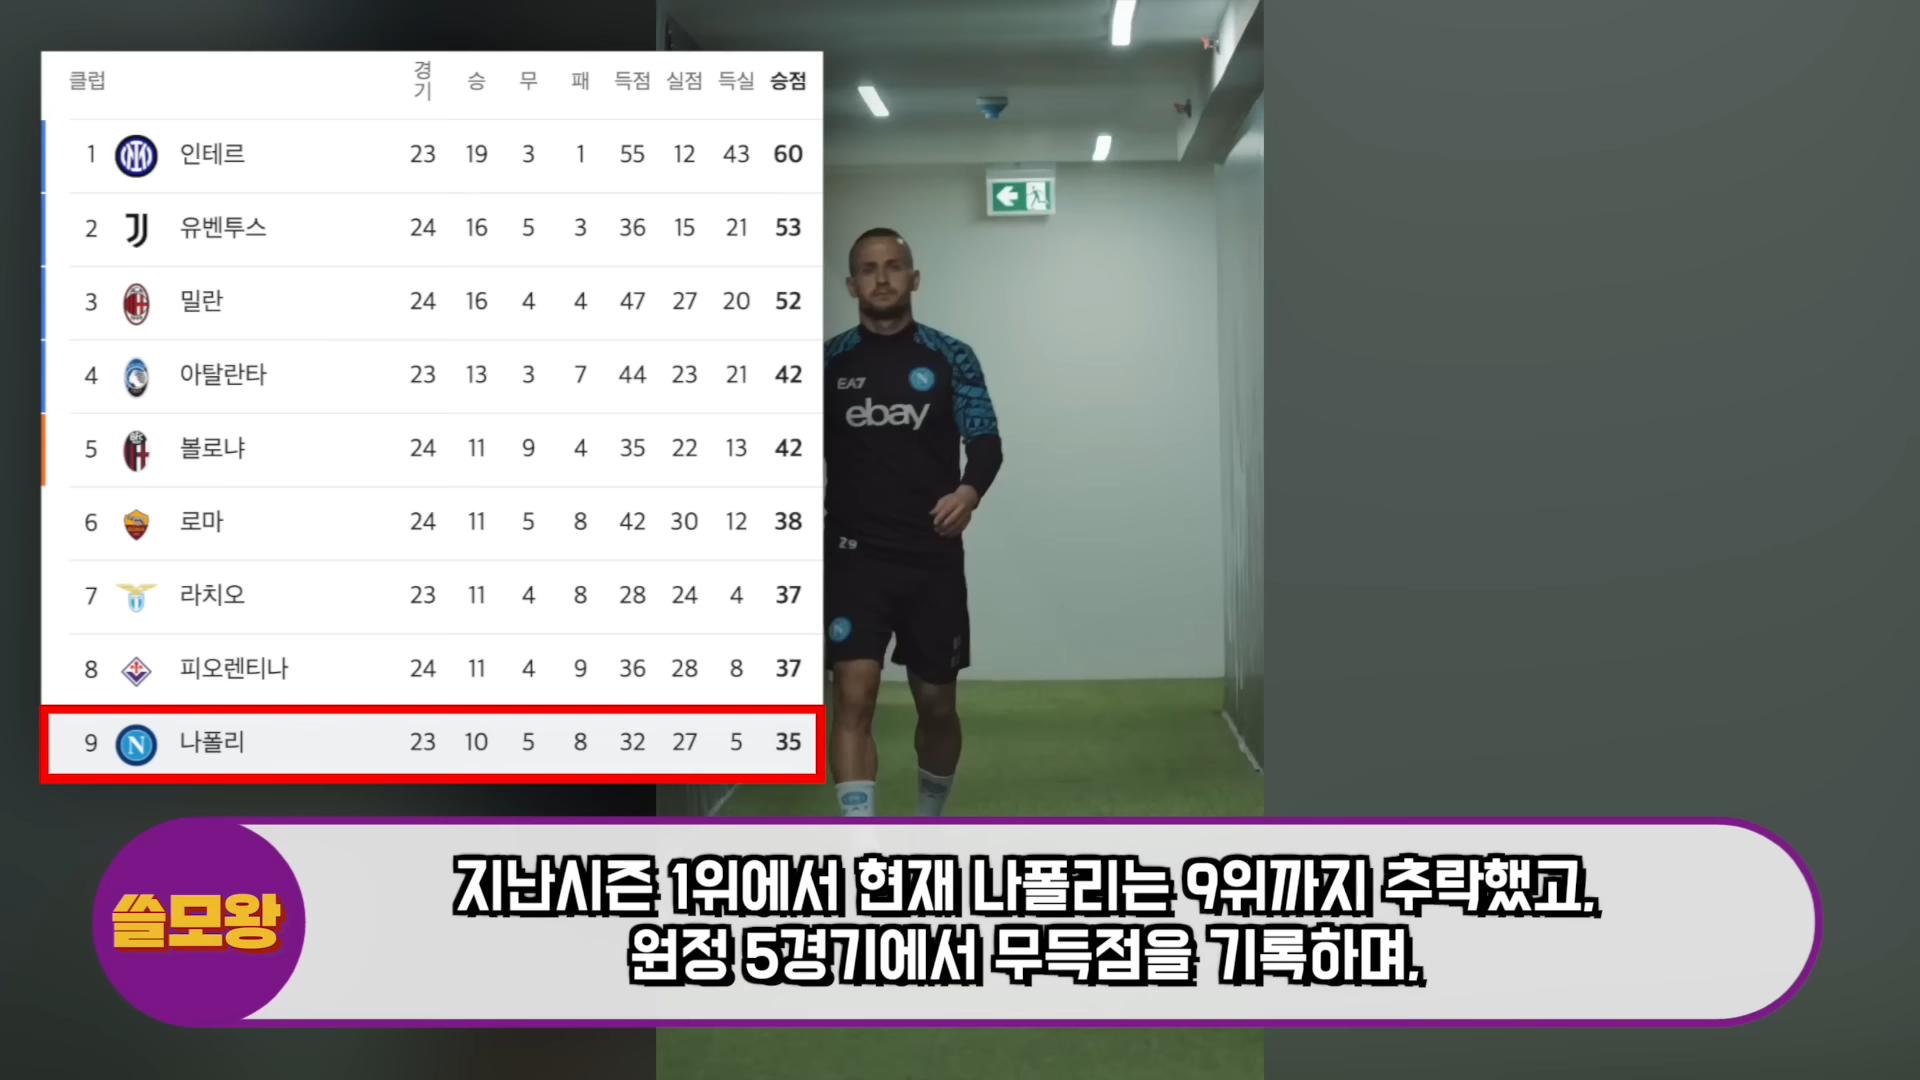 클럽 경기 승 무 패 득점 실점 득실 승점
1 인테르 23 19 3 1 55 12 43 60
2 유벤투스 24 16 5 3 36 15 21 53
3 밀란 24 16 4 4 47 27 20 52
4 아탈란타 23 13 3 7 44 23 21 42
5 볼로냐 24 11 9 4 35 22 13 42
6 로마 24 11 5 8 42 30 12 38
7 라치오 23 11 4 8 28 24 4 37
8 피오렌티나 24 11 4 9 36 28 8 37
9 N 나폴리 23 10 5 8 32 27 5 35
EA7 N
ebay
29
N
쓸모왕
지난시즌 1위에서 현재 나폴리는 9위까지 추락했고,
원정 5경기에서 무득점을 기록하며,